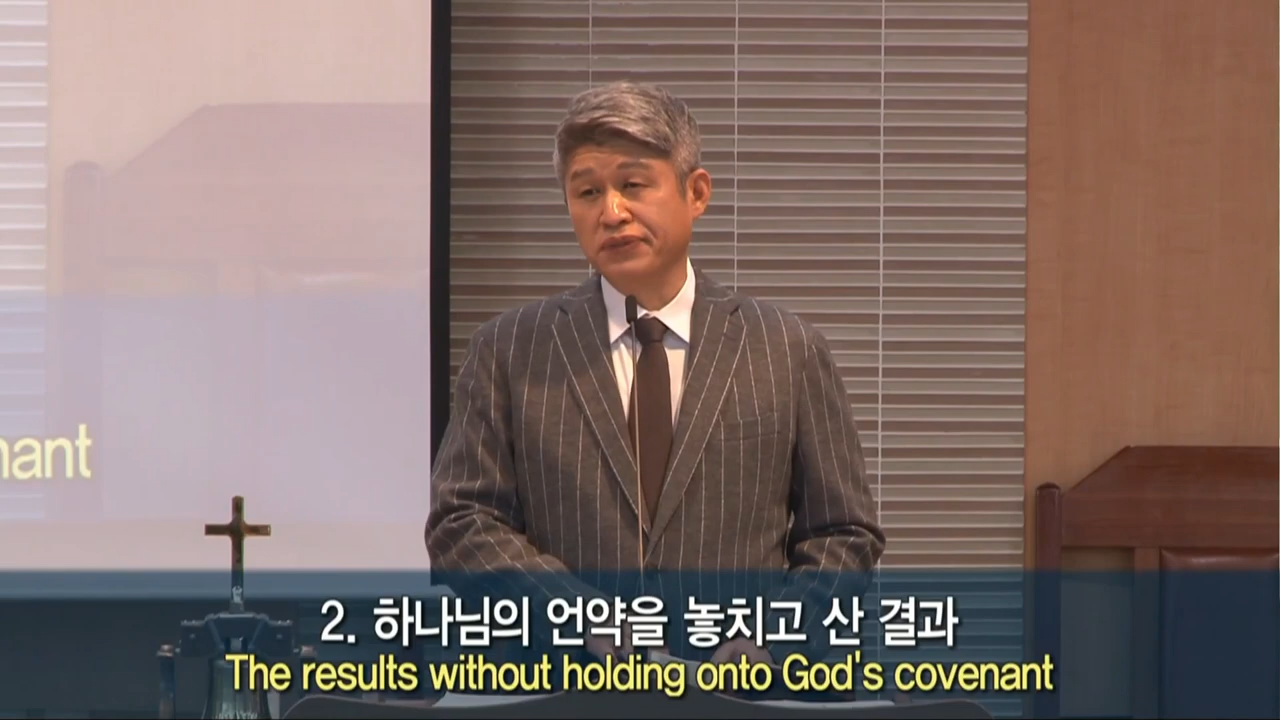 nant
2. 하나님의 언약을 놓치고 산 결과
The results without holding onto God's covenant